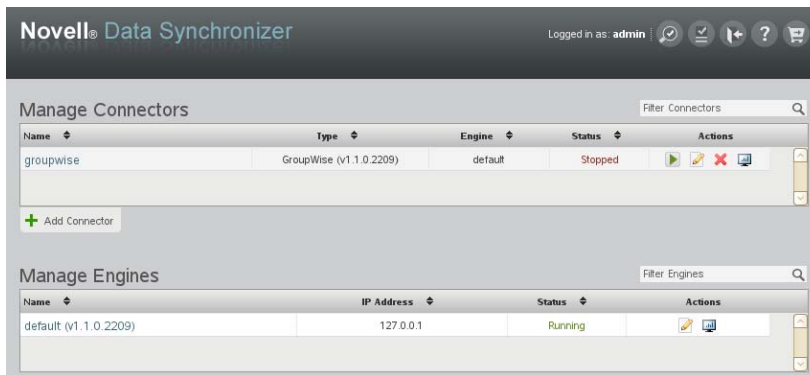 Novell® Data Synchronizer
Logged in as: admin
?
Manage Connectors
Filter Connectors
Name Type Engine Status Actions
groupwise GroupWise (v1.1.0.2209) default Stopped
Add Connector
Manage Engines
Filter Engines
Name IP Address Status Actions
default (v1.1.0.2209) 127.0.0.1 Running